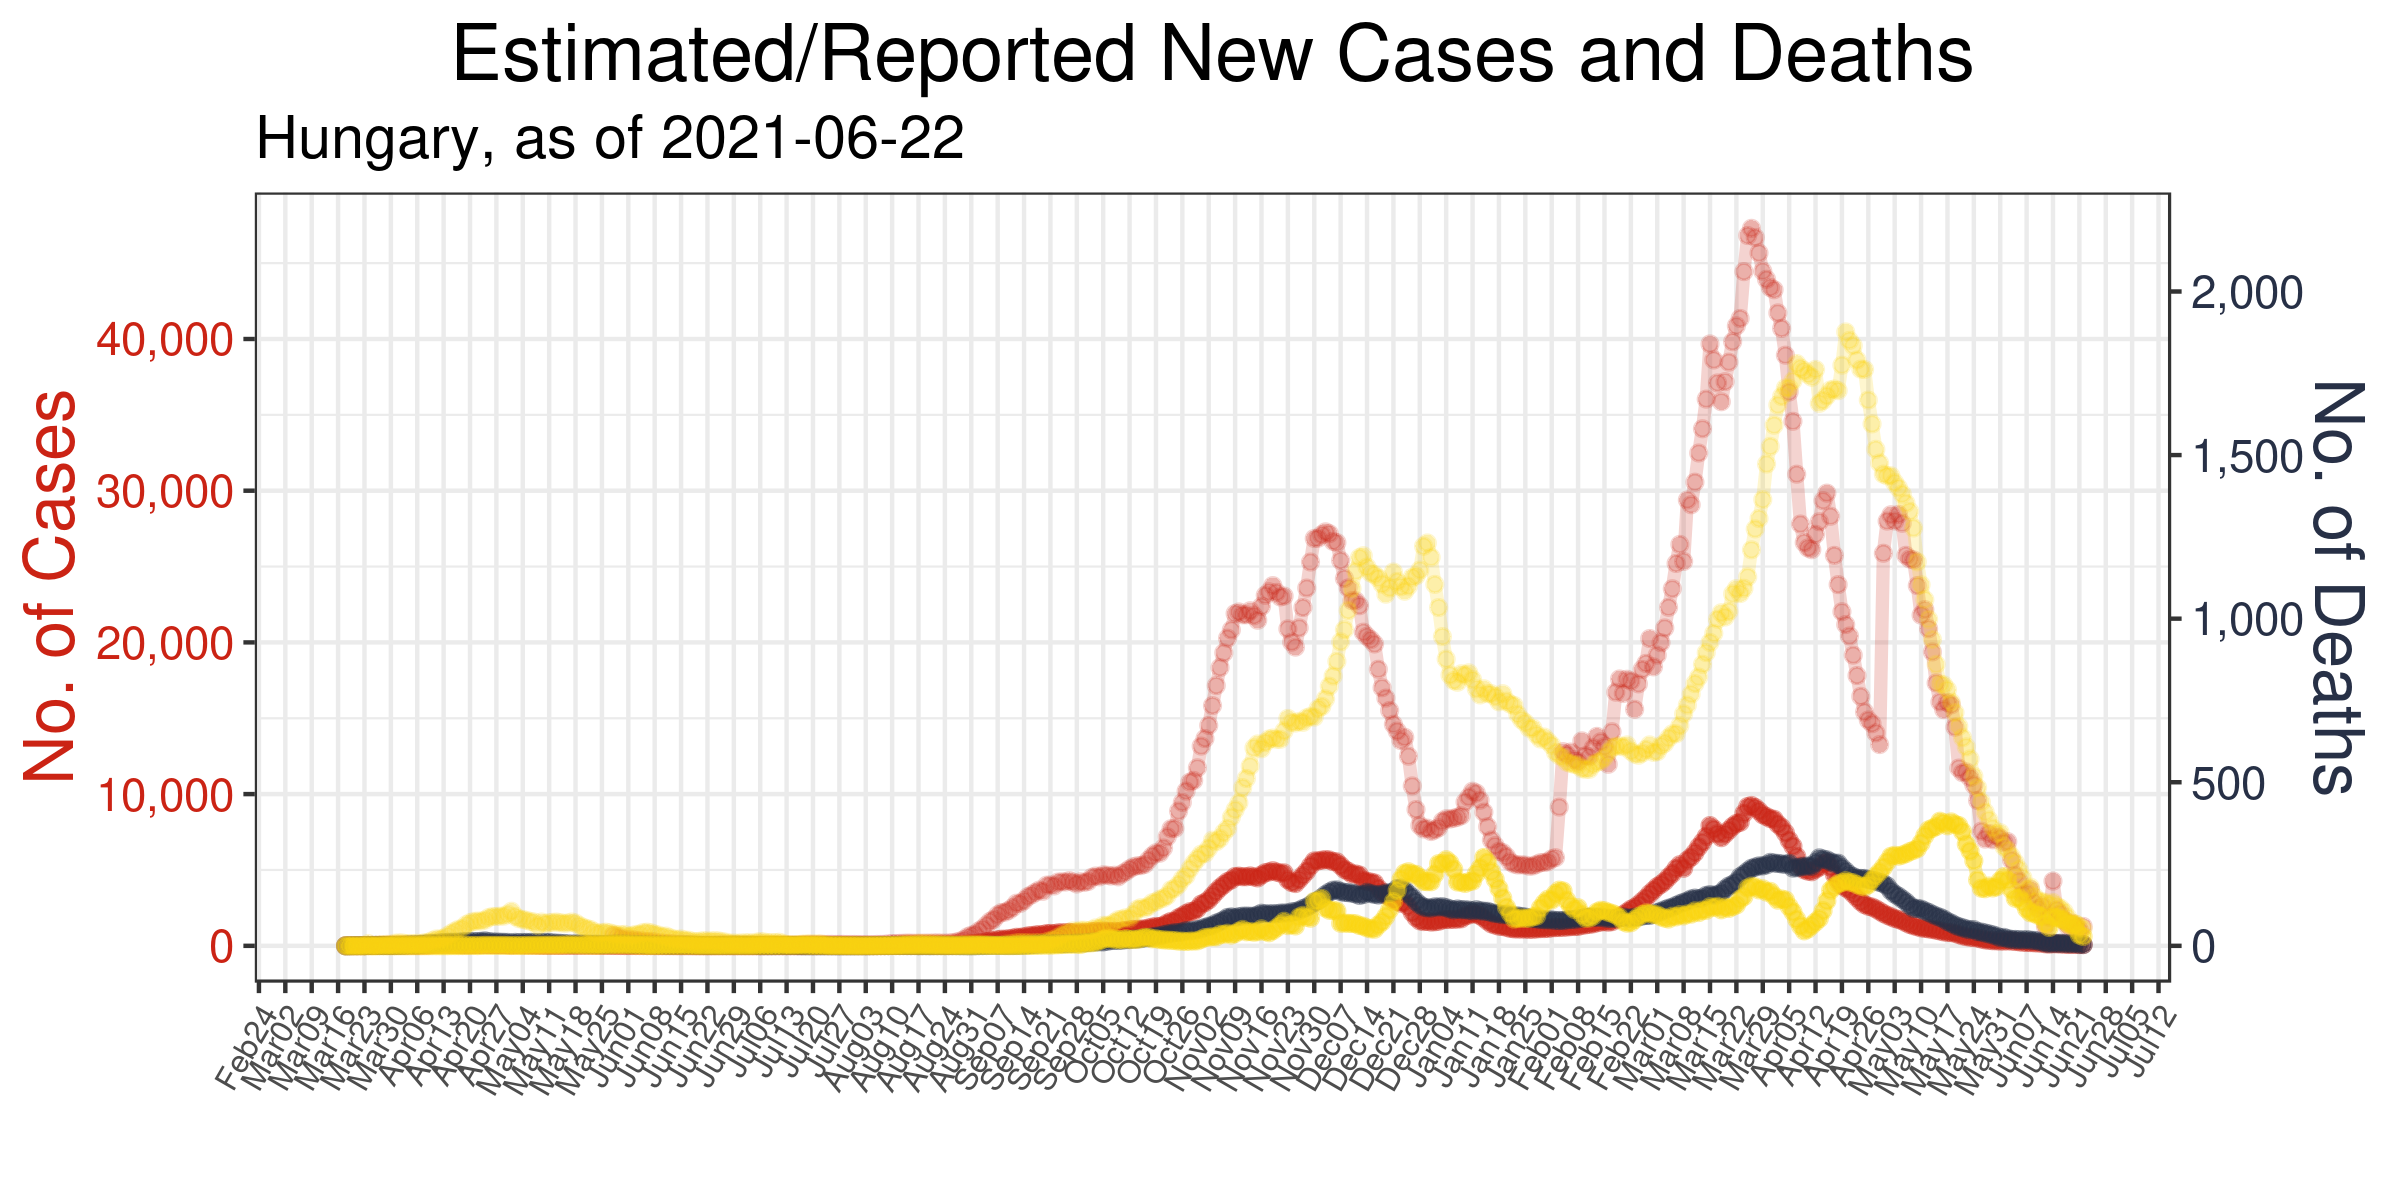 Estimated/Reported New Cases and Deaths
Hungary, as of 2021-06-22
No. of Cases
40,000
30,000
20,000
10,000
0
2,000
1,500
1,000
500
0
No. of Deaths
Feb24
Mar02
Mar09
Mar16
Mar23
Mar30
Apr06
Apr13
Apr20
Apr27
May04
May11
May18
May25
Jun01
Jun08
Jun15
Jun22
Jun29
Jul06
Jul13
Jul20
Jul27
Aug03
Aug10
Aug17
Aug24
Aug31
Sep07
Sep14
Sep21
Sep28
Oct05
Oct12
Oct19
Oct26
Nov02
Nov09
Nov16
Nov23
Nov30
Dec07
Dec14
Dec21
Dec28
Jan04
Jan11
Jan18
Jan25
Feb01
Feb08
Feb15
Feb22
Mar01
Mar08
Mar15
Mar22
Mar29
Apr05
Apr12
Apr19
Apr26
May03
May10
May17
May24
May31
Jun07
Jun14
Jun21
Jun28
Jul05
Jul12